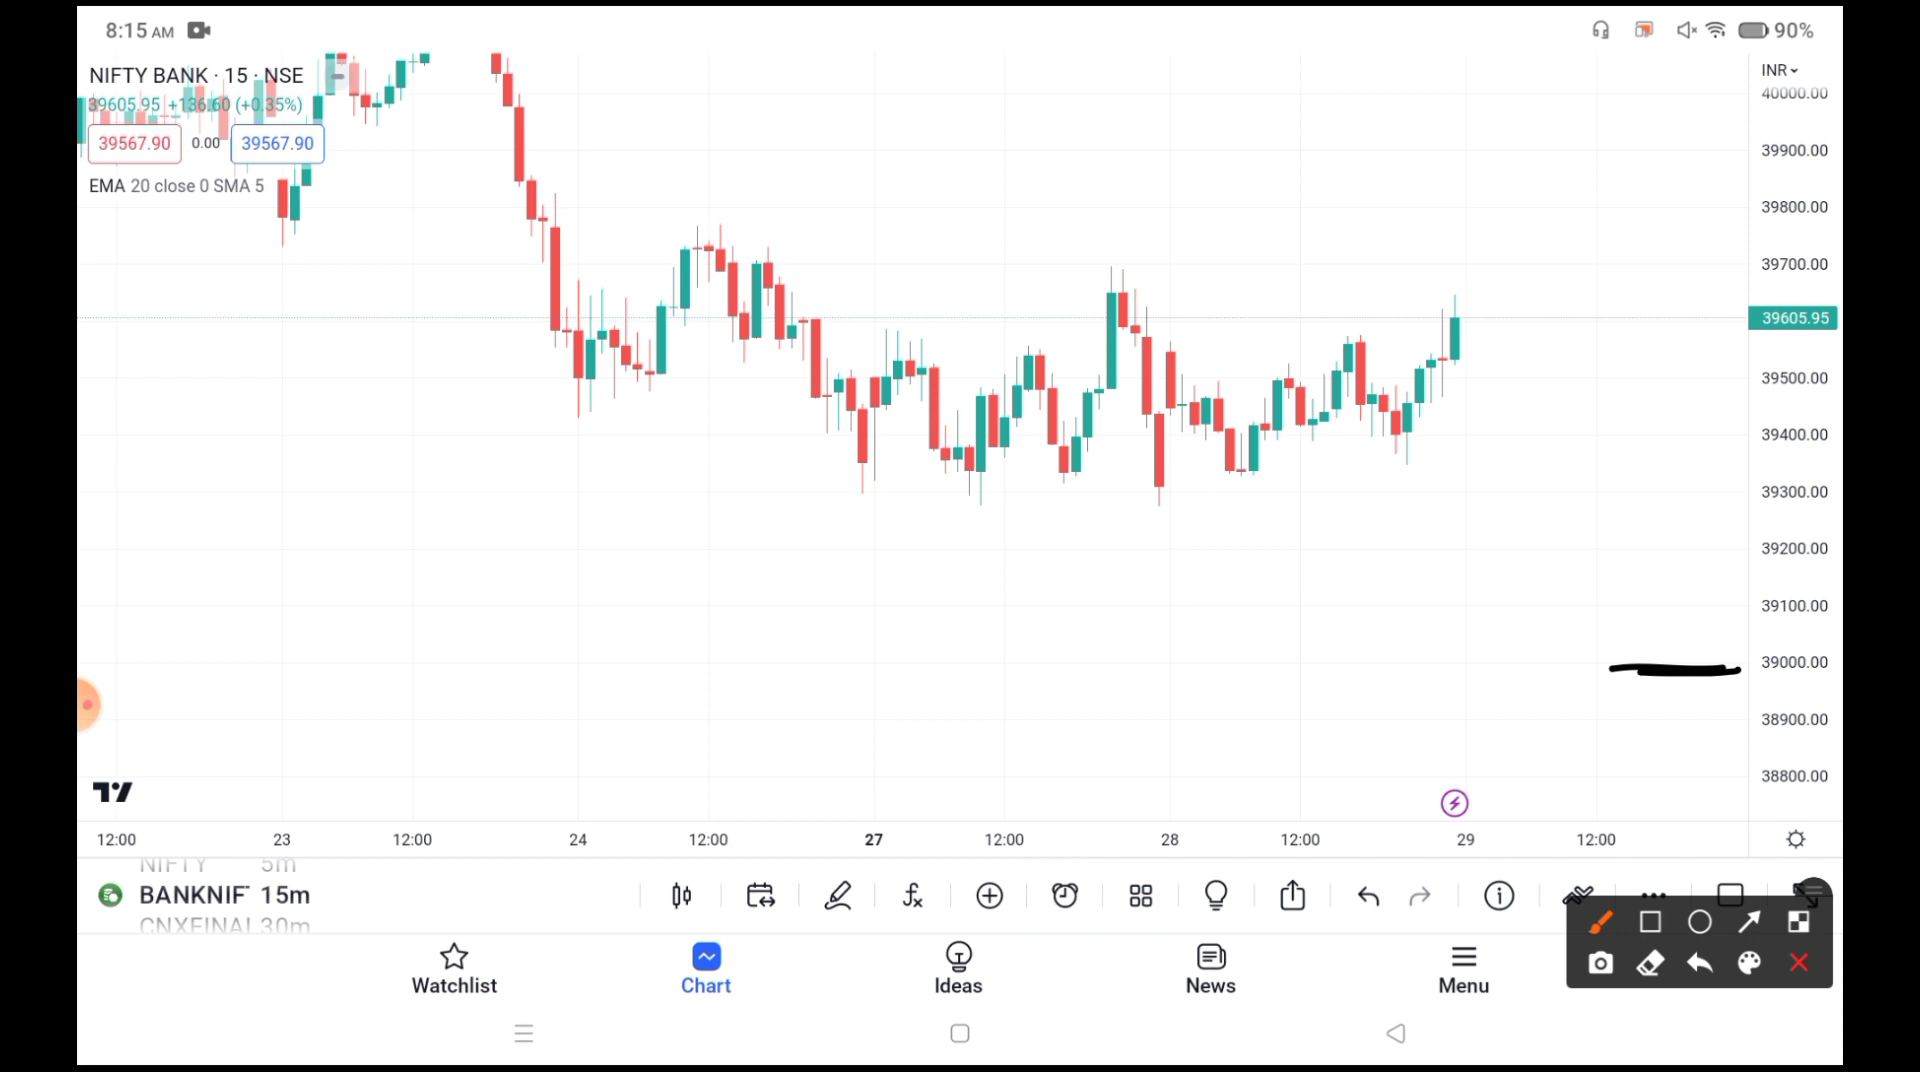 8:15 AM
90%
NIFTY BANK · 15 · NSE
39605.95 +136.60 (+0.35%)
39567.90 0.00 39567.90
EMA 20 close 0 SMA 5
INR
40000.00
39900.00
39800.00
39700.00
39605.95
39500.00
39400.00
39300.00
39200.00
39100.00
39000.00
38900.00
38800.00
12:00 23 12:00 24 12:00 27 12:00 28 12:00 29 12:00
NIFTY 5m
BANKNIF 15m
CNXFINAI 30m
Watchlist
Chart
Ideas
News
Menu